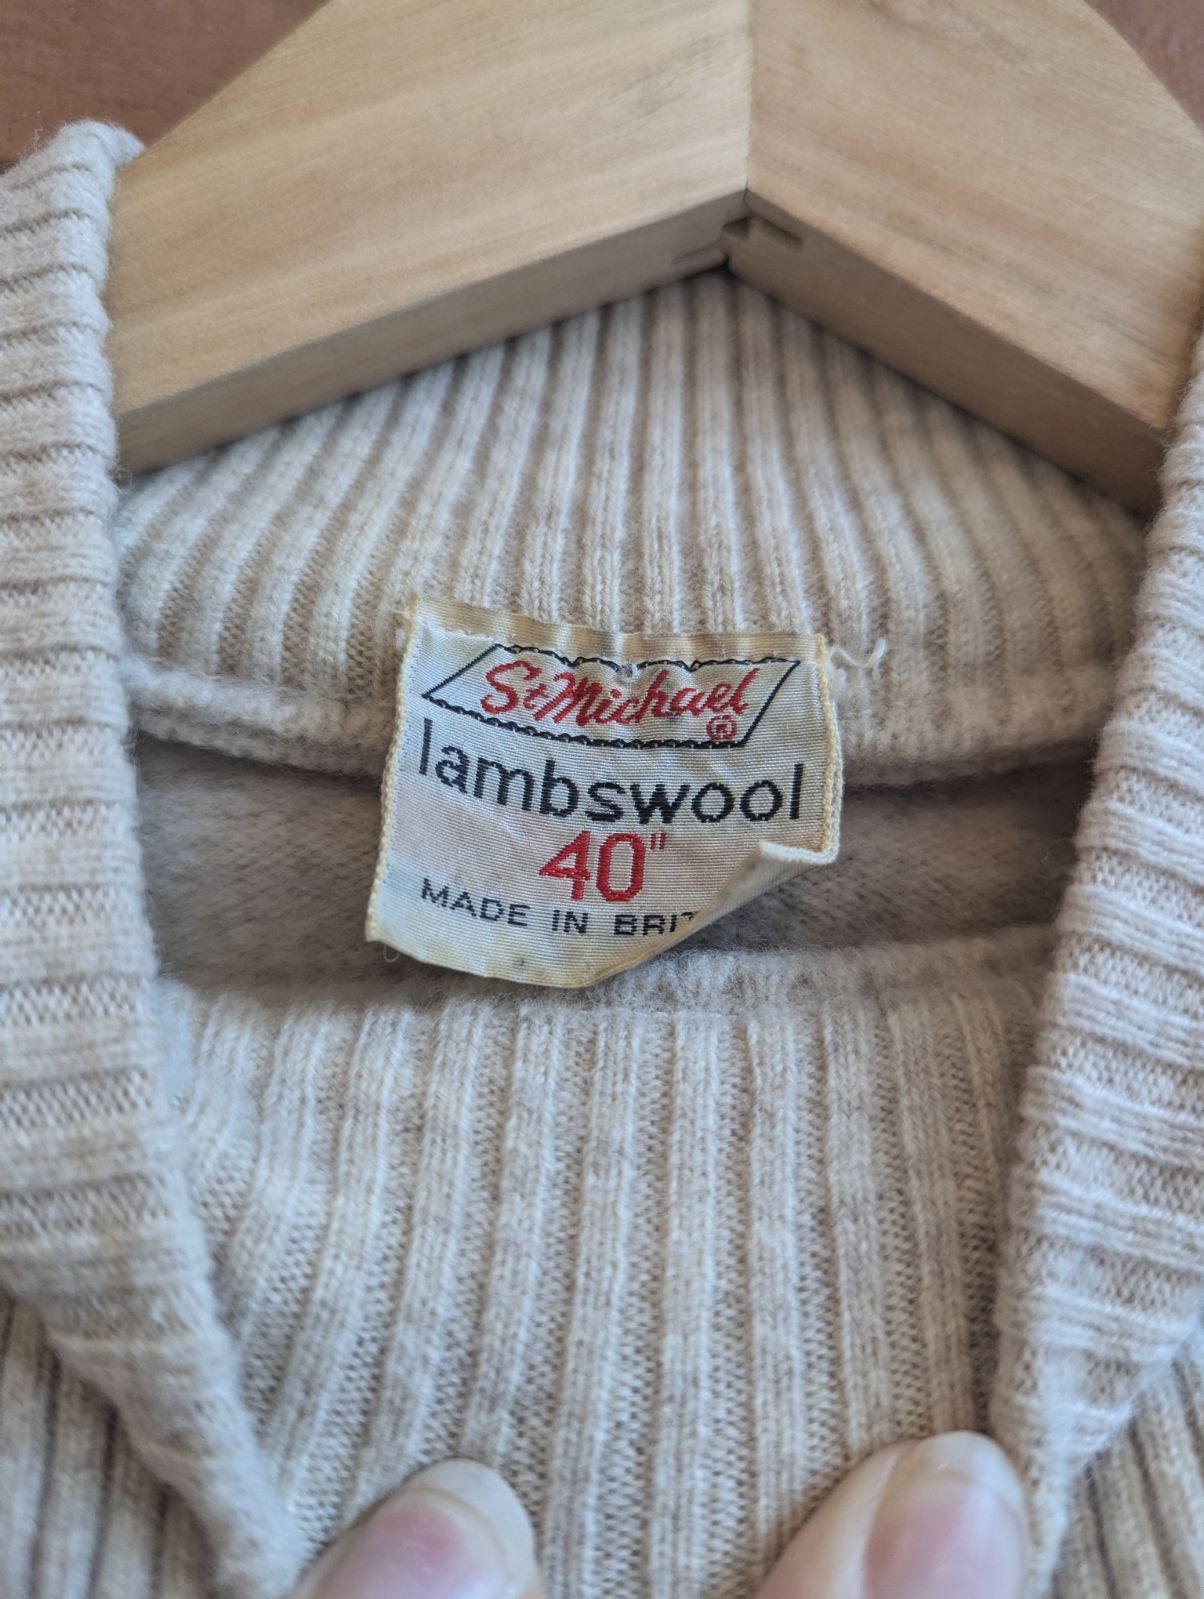 St Michael ®
lambswool
40"
MADE IN BRIT